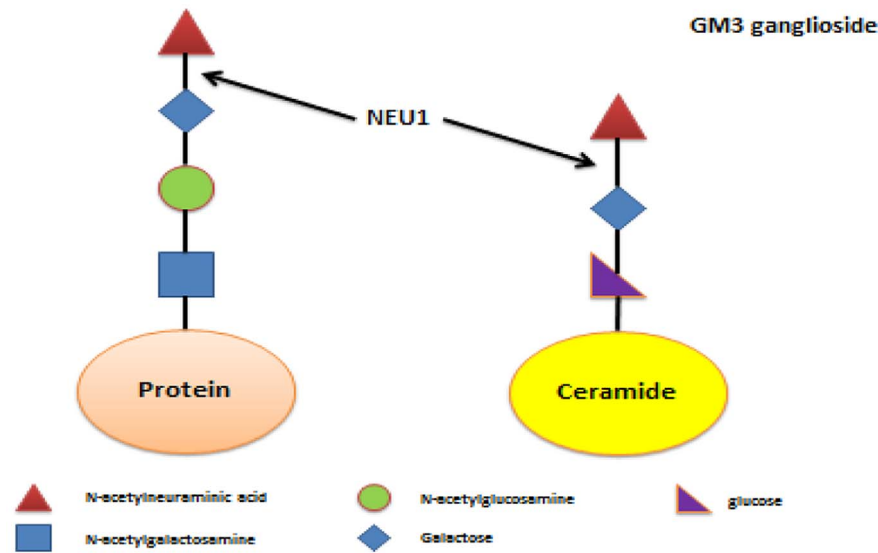 GM3 ganglioside
NEU1
Protein
Ceramide
N-acetylneuraminic acid
N-acetylglucosamine
glucose
N-acetylgalactosamine
Galactose